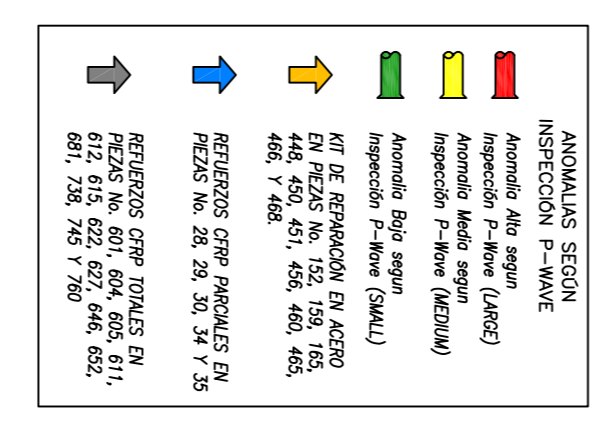 ANOMALIAS SEGÚN
INSPECCIÓN P-WAVE
Anomalia Alta segun
Inspección P-Wave (LARGE)
Anomalia Media segun
Inspección P-Wave (MEDIUM)
Anomalia Baja segun
Inspección P-Wave (SMALL)
KIT DE REPARACIÓN EN ACERO
EN PIEZAS No. 152, 159, 165,
448, 450, 451, 456, 460, 465,
466, Y 468.
REFUERZOS CFRP PARCIALES EN
PIEZAS No. 28, 29, 30, 34 Y 35
REFUERZOS CFRP TOTALES EN
PIEZAS No. 601, 604, 605, 611,
612, 615, 622, 627, 646, 652,
681, 738, 745 Y 760